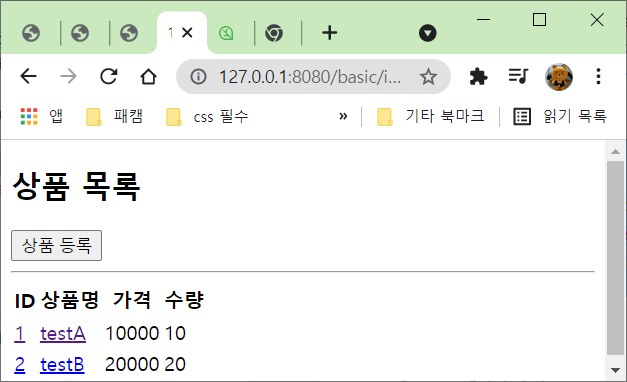 127.0.0.1:8080/basic/i...
앱 패캠 css 필수 » 기타 북마크 읽기 목록
상품 목록
상품 등록
ID 상품명 가격 수량
1 testA 10000 10
2 testB 20000 20